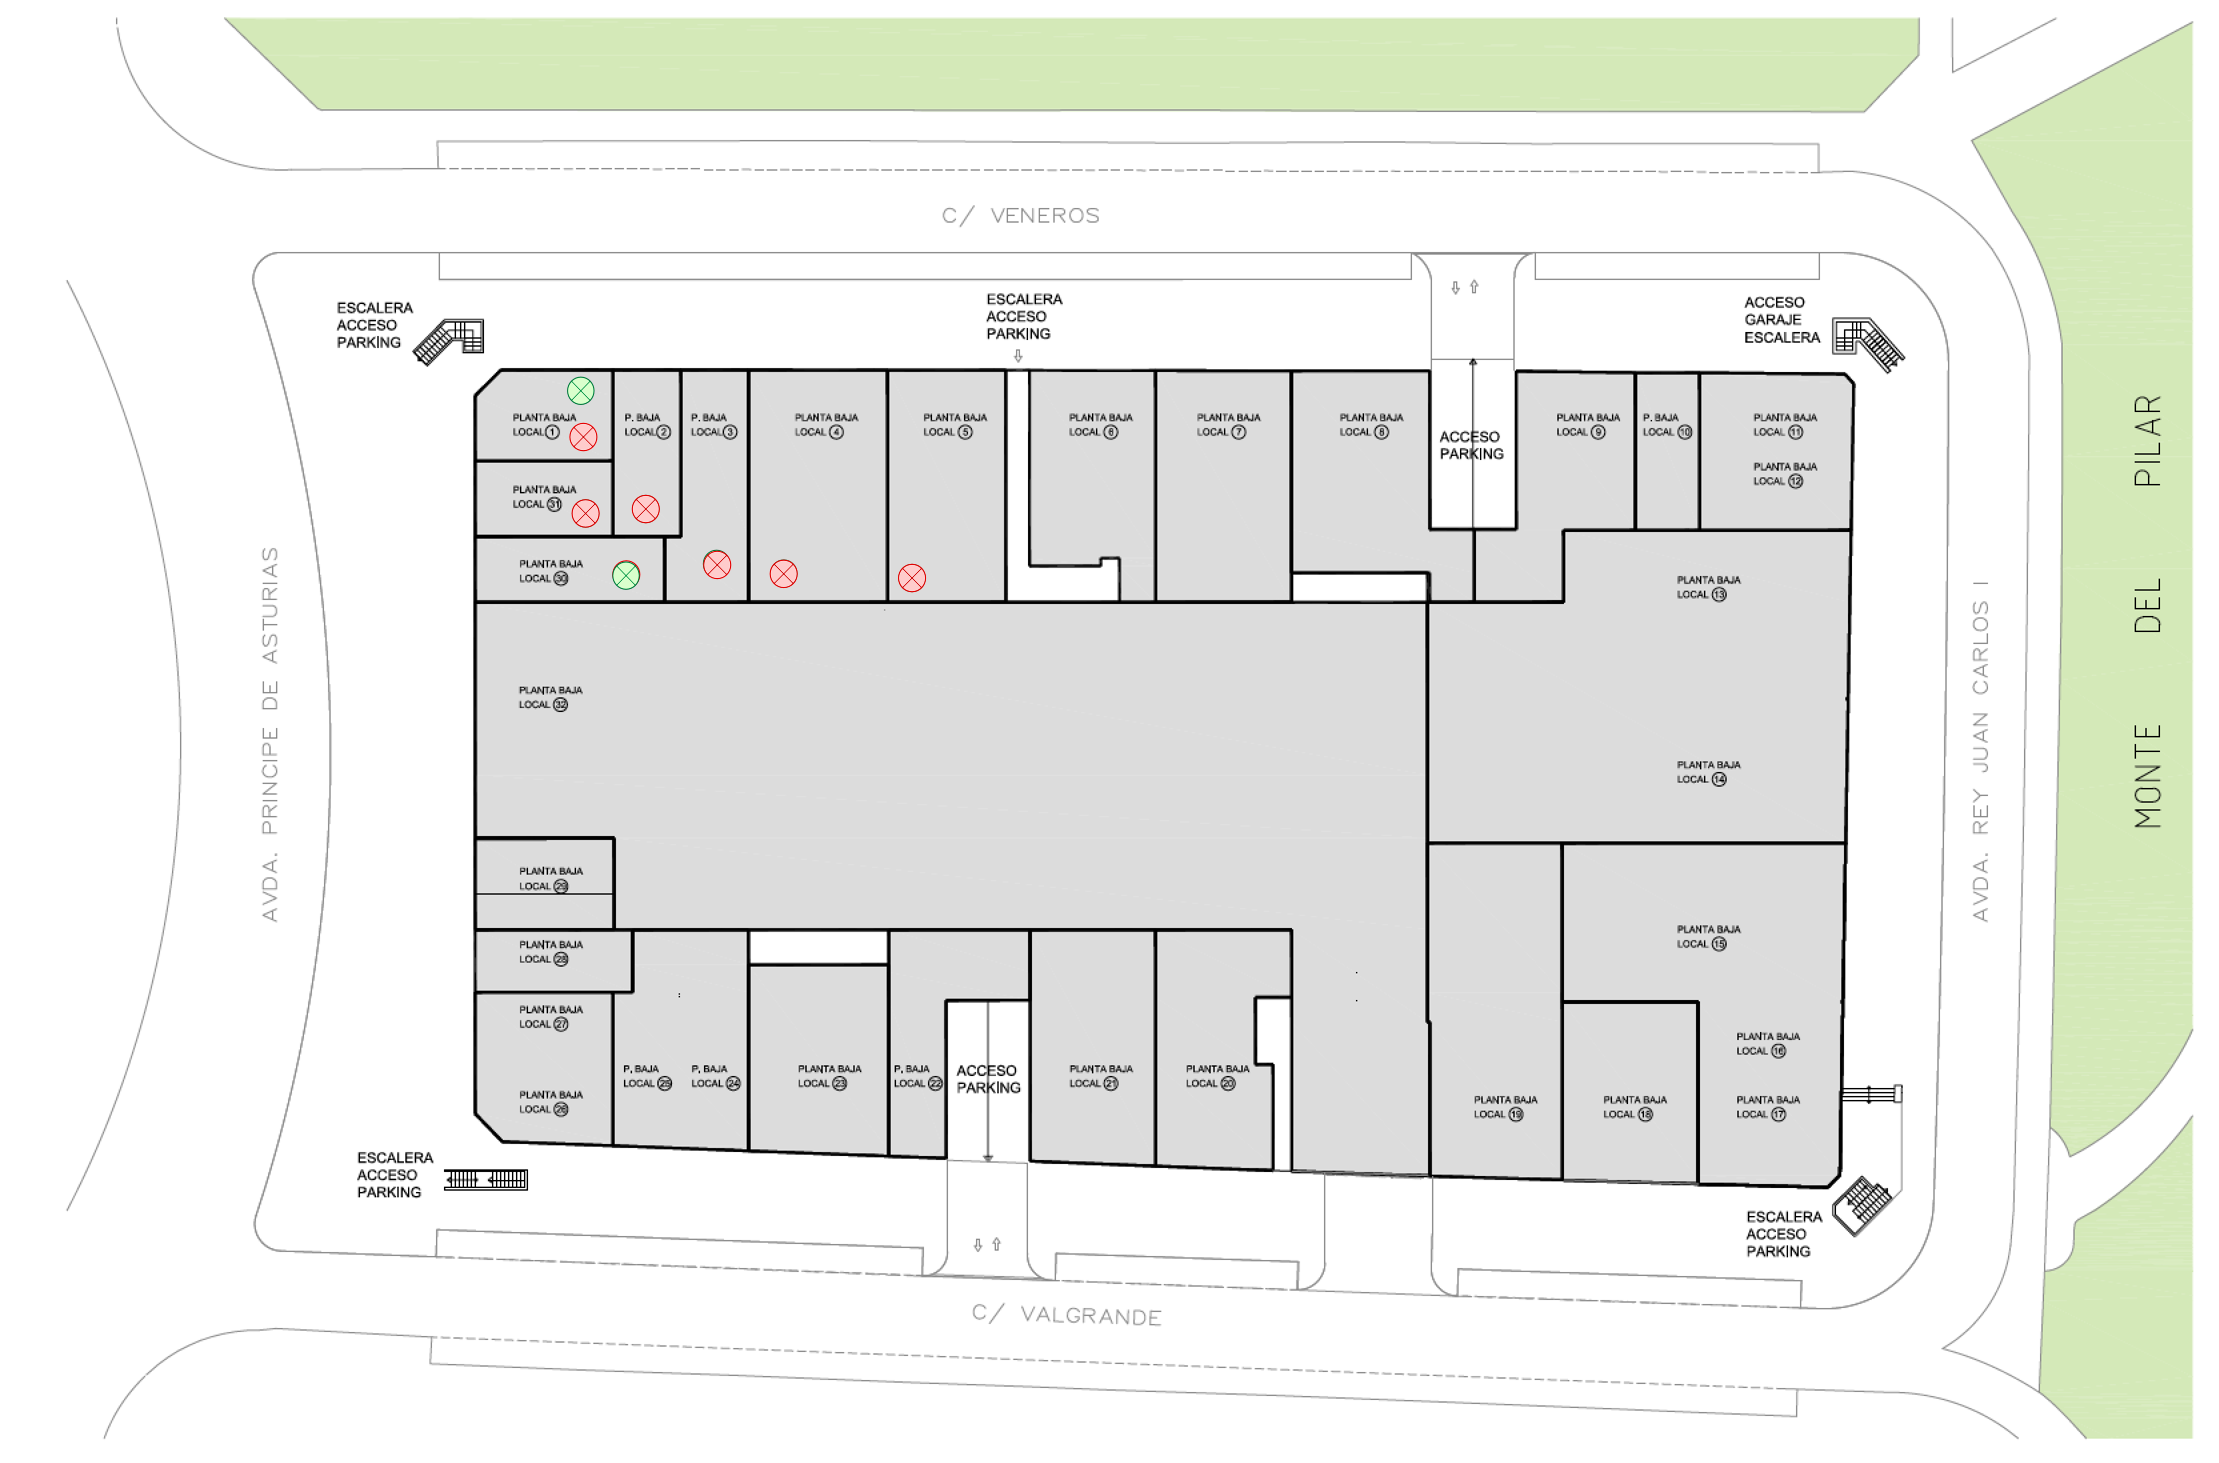 C/ VENEROS
ESCALERA
ACCESO
PARKING
ESCALERA
ACCESO
PARKING
ACCESO
GARAJE
ESCALERA
PLANTA BAJA
LOCAL 1
P. BAJA
LOCAL 2
P. BAJA
LOCAL 3
PLANTA BAJA
LOCAL 4
PLANTA BAJA
LOCAL 5
PLANTA BAJA
LOCAL 6
PLANTA BAJA
LOCAL 7
PLANTA BAJA
LOCAL 8
ACCESO
PARKING
PLANTA BAJA
LOCAL 9
P. BAJA
LOCAL 10
PLANTA BAJA
LOCAL 11
PLANTA BAJA
LOCAL 12
PLANTA BAJA
LOCAL 31
PLANTA BAJA
LOCAL 30
PLANTA BAJA
LOCAL 13
PLANTA BAJA
LOCAL 32
PLANTA BAJA
LOCAL 14
AVDA. PRINCIPE DE ASTURIAS
AVDA. REY JUAN CARLOS I
MONTE DEL PILAR
PLANTA BAJA
LOCAL 29
PLANTA BAJA
LOCAL 28
PLANTA BAJA
LOCAL 15
PLANTA BAJA
LOCAL 27
PLANTA BAJA
LOCAL 26
P. BAJA
LOCAL 25
P. BAJA
LOCAL 24
PLANTA BAJA
LOCAL 23
P. BAJA
LOCAL 22
ACCESO
PARKING
PLANTA BAJA
LOCAL 21
PLANTA BAJA
LOCAL 20
PLANTA BAJA
LOCAL 19
PLANTA BAJA
LOCAL 18
PLANTA BAJA
LOCAL 16
PLANTA BAJA
LOCAL 17
ESCALERA
ACCESO
PARKING
ESCALERA
ACCESO
PARKING
C/ VALGRANDE